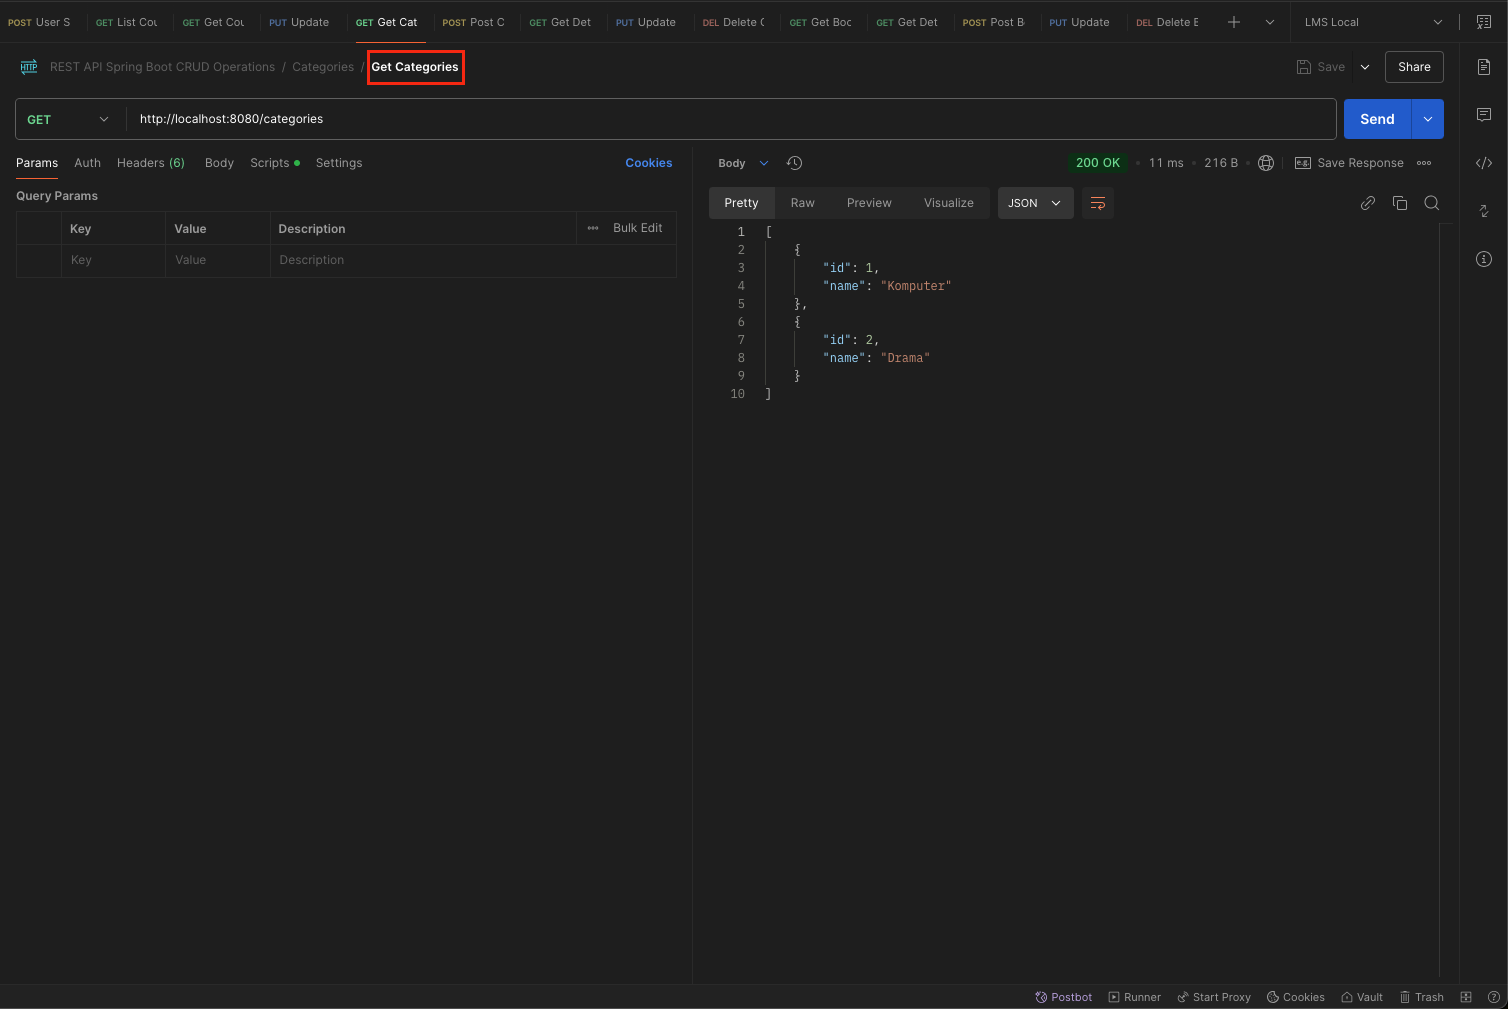 POST User S GET List Cou GET Get Cou PUT Update GET Get Cat POST Post C GET Get Det PUT Update DEL Delete C GET Get Boo GET Get Det POST Post B PUT Update DEL Delete E LMS Local
HTTP REST API Spring Boot CRUD Operations / Categories / Get Categories Save Share
GET http://localhost:8080/categories Send
Params Auth Headers (6) Body Scripts Settings Cookies
Query Params
Key Value Description Bulk Edit
Key Value Description
Body 200 OK 11 ms 216 B e.g. Save Response
Pretty Raw Preview Visualize JSON
1 [
2 {
3 "id": 1,
4 "name": "Komputer"
5 },
6 {
7 "id": 2,
8 "name": "Drama"
9 }
10 ]
Postbot Runner Start Proxy Cookies Vault Trash